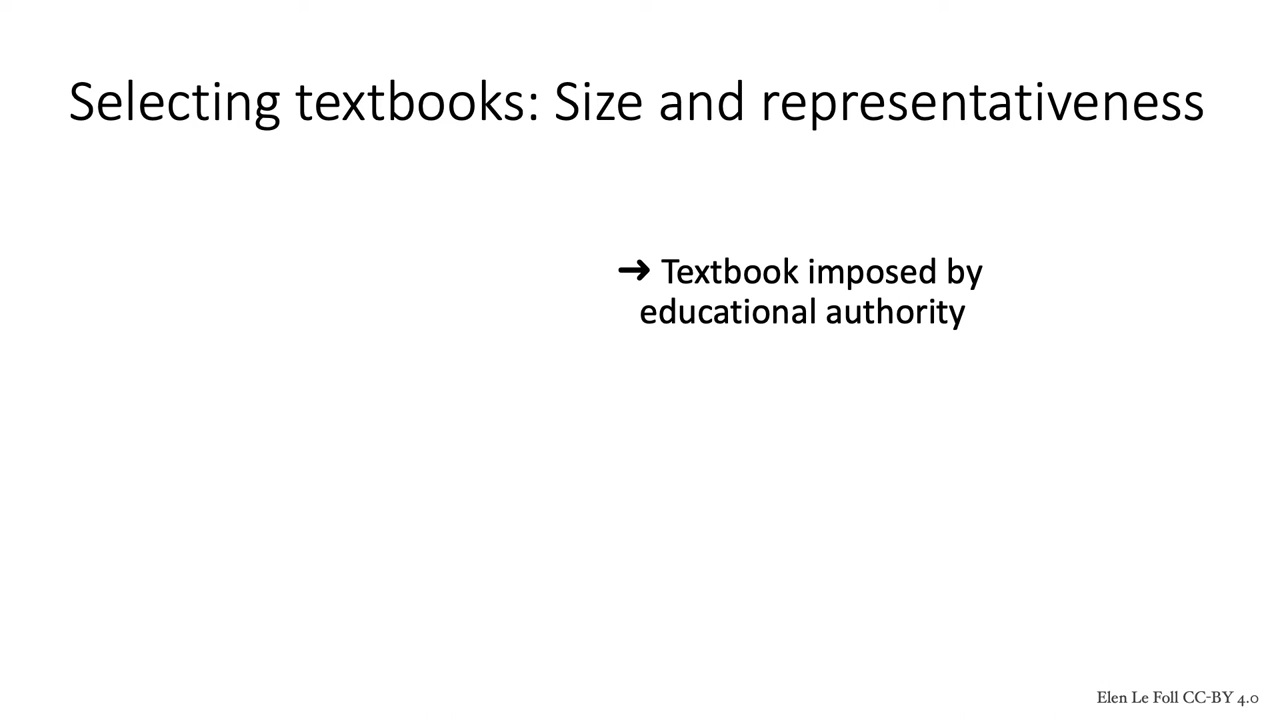 Selecting textbooks: Size and representativeness
➜ Textbook imposed by
educational authority
Elen Le Foll CC-BY 4.0